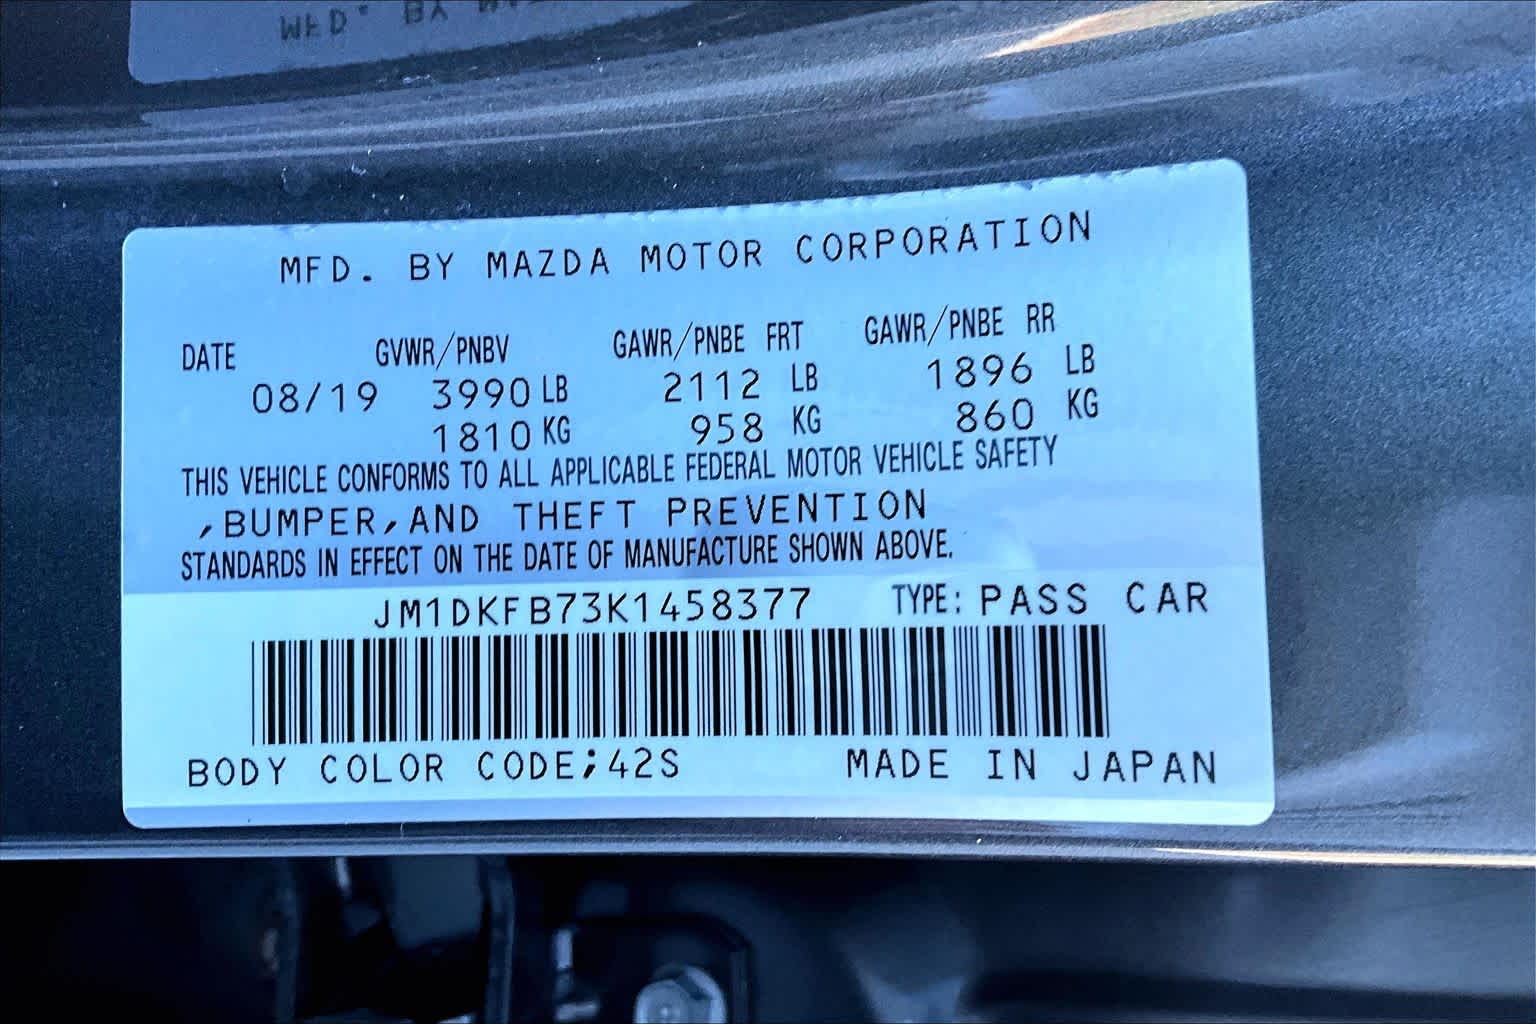 MFD. BY
MFD. BY MAZDA MOTOR CORPORATION
DATE GVWR/PNBV GAWR/PNBE FRT GAWR/PNBE RR
08/19 3990 LB 2112 LB 1896 LB
1810 KG 958 KG 860 KG
THIS VEHICLE CONFORMS TO ALL APPLICABLE FEDERAL MOTOR VEHICLE SAFETY
,BUMPER,AND THEFT PREVENTION
STANDARDS IN EFFECT ON THE DATE OF MANUFACTURE SHOWN ABOVE.
JM1DKFB73K1458377 TYPE: PASS CAR
BODY COLOR CODE;42S MADE IN JAPAN